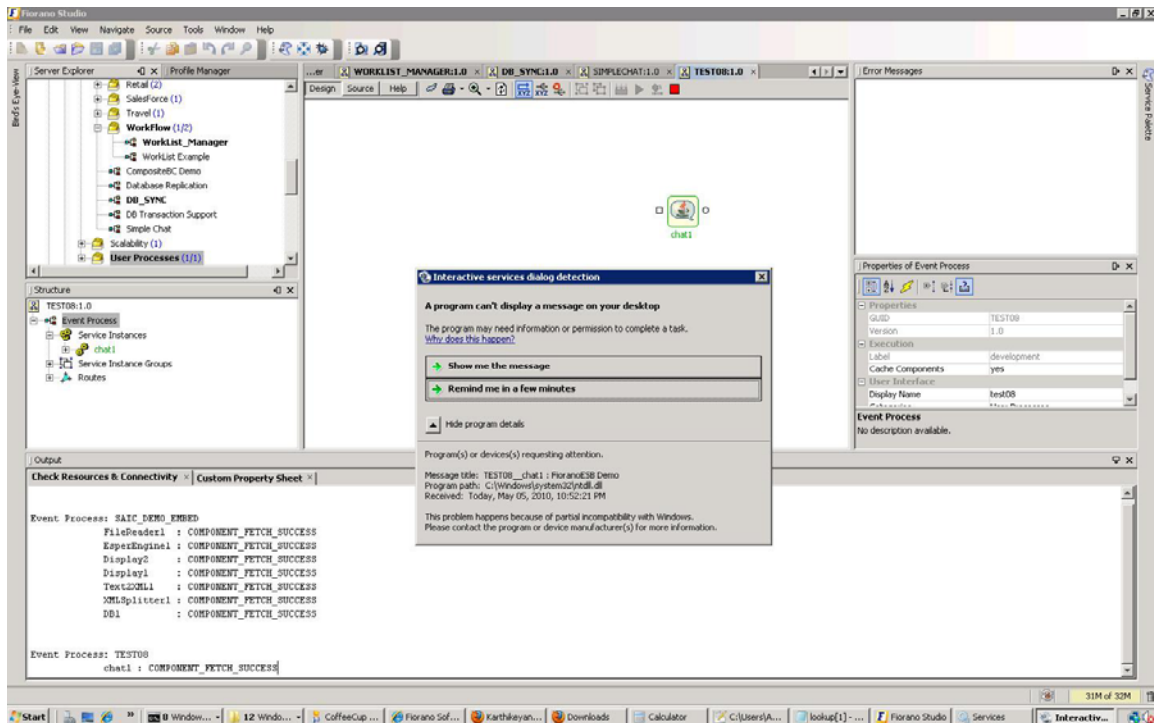 Fiorano Studio
File Edit View Navigate Source Tools Window Help
Bird's Eye-View
Server Explorer
Profile Manager
Retail (2)
SalesForce (1)
Travel (1)
WorkFlow (1/2)
WorkList_Manager
WorkList Example
CompositeBC Demo
Database Replication
DB_SYNC
DB Transaction Support
Simple Chat
Scalability (1)
User Processes (1/1)
Structure
TEST08:1.0
Event Process
Service Instances
chat1
Service Instance Groups
Routes
...er WORKLIST_MANAGER:1.0 DB_SYNC:1.0 SIMPLECHAT:1.0 TEST08:1.0
Design Source Help
chat1
Error Messages
Service Palette
Properties of Event Process
Properties
GUID TEST08
Version 1.0
Execution
Label development
Cache Components yes
User Interface
Display Name test08
Event Process
No description available.
Interactive services dialog detection
A program can't display a message on your desktop
The program may need information or permission to complete a task.
Why does this happen?
Show me the message
Remind me in a few minutes
Hide program details
Program(s) or devices(s) requesting attention.
Message title: TEST08__chat1 : FioranoESB Demo
Program path: C:\Windows\system32\ntdll.dll
Received: Today, May 05, 2010, 10:52:21 PM
This problem happens because of partial incompatibility with Windows.
Please contact the program or device manufacturer(s) for more information.
Output
Check Resources & Connectivity Custom Property Sheet
Event Process: SAIC_DEMO_EMBED
FileReader1 : COMPONENT_FETCH_SUCCESS
EsperEngine1 : COMPONENT_FETCH_SUCCESS
Display2 : COMPONENT_FETCH_SUCCESS
Display1 : COMPONENT_FETCH_SUCCESS
Text2XML1 : COMPONENT_FETCH_SUCCESS
XMLSplitter1 : COMPONENT_FETCH_SUCCESS
DB1 : COMPONENT_FETCH_SUCCESS
Event Process: TEST08
chat1 : COMPONENT_FETCH_SUCCESS
31M of 32M
Start 8 Window... 12 Windo... CoffeeCup ... Fiorano Sof... Karthikeyan... Downloads Calculator C:\Users\A... lookup[1] -... Fiorano Studio Services Interactiv...